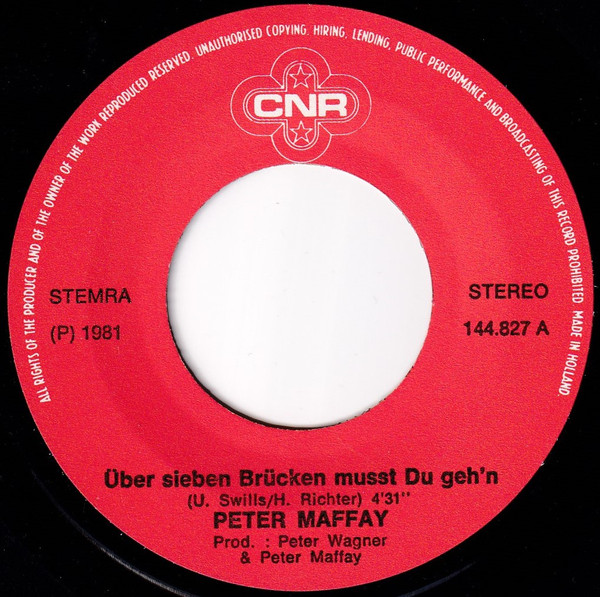 ALL RIGHTS OF THE PRODUCER AND OF THE OWNER OF THE WORK REPRODUCED RESERVED. UNAUTHORISED COPYING, HIRING, LENDING, PUBLIC PERFORMANCE AND BROADCASTING OF THIS RECORD PROHIBITED MADE IN HOLLAND.
CNR
STEMRA
(P) 1981
STEREO
144.827 A
Über sieben Brücken musst Du geh'n
(U. Swills/H. Richter) 4'31"
PETER MAFFAY
Prod. : Peter Wagner
& Peter Maffay